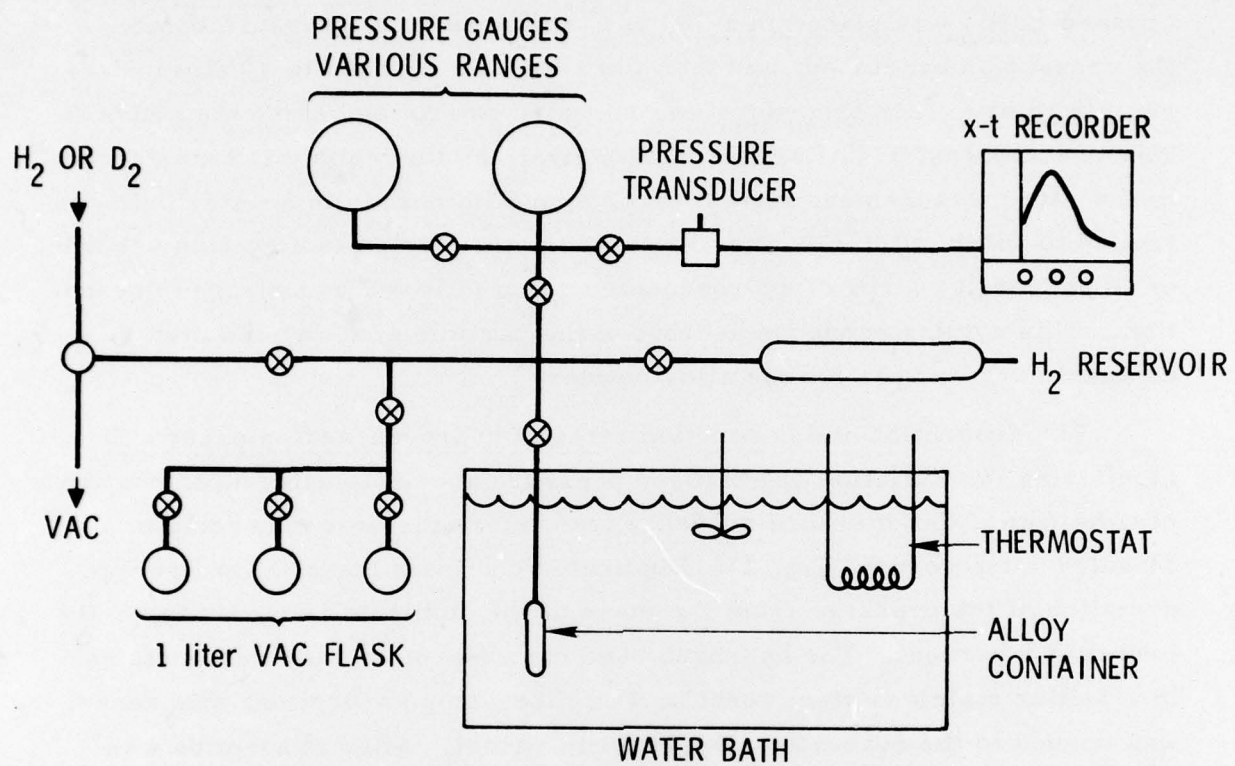 PRESSURE GAUGES
VARIOUS RANGES
x-t RECORDER
H₂ OR D₂
PRESSURE
TRANSDUCER
H₂ RESERVOIR
VAC
THERMOSTAT
1 liter VAC FLASK
ALLOY
CONTAINER
WATER BATH